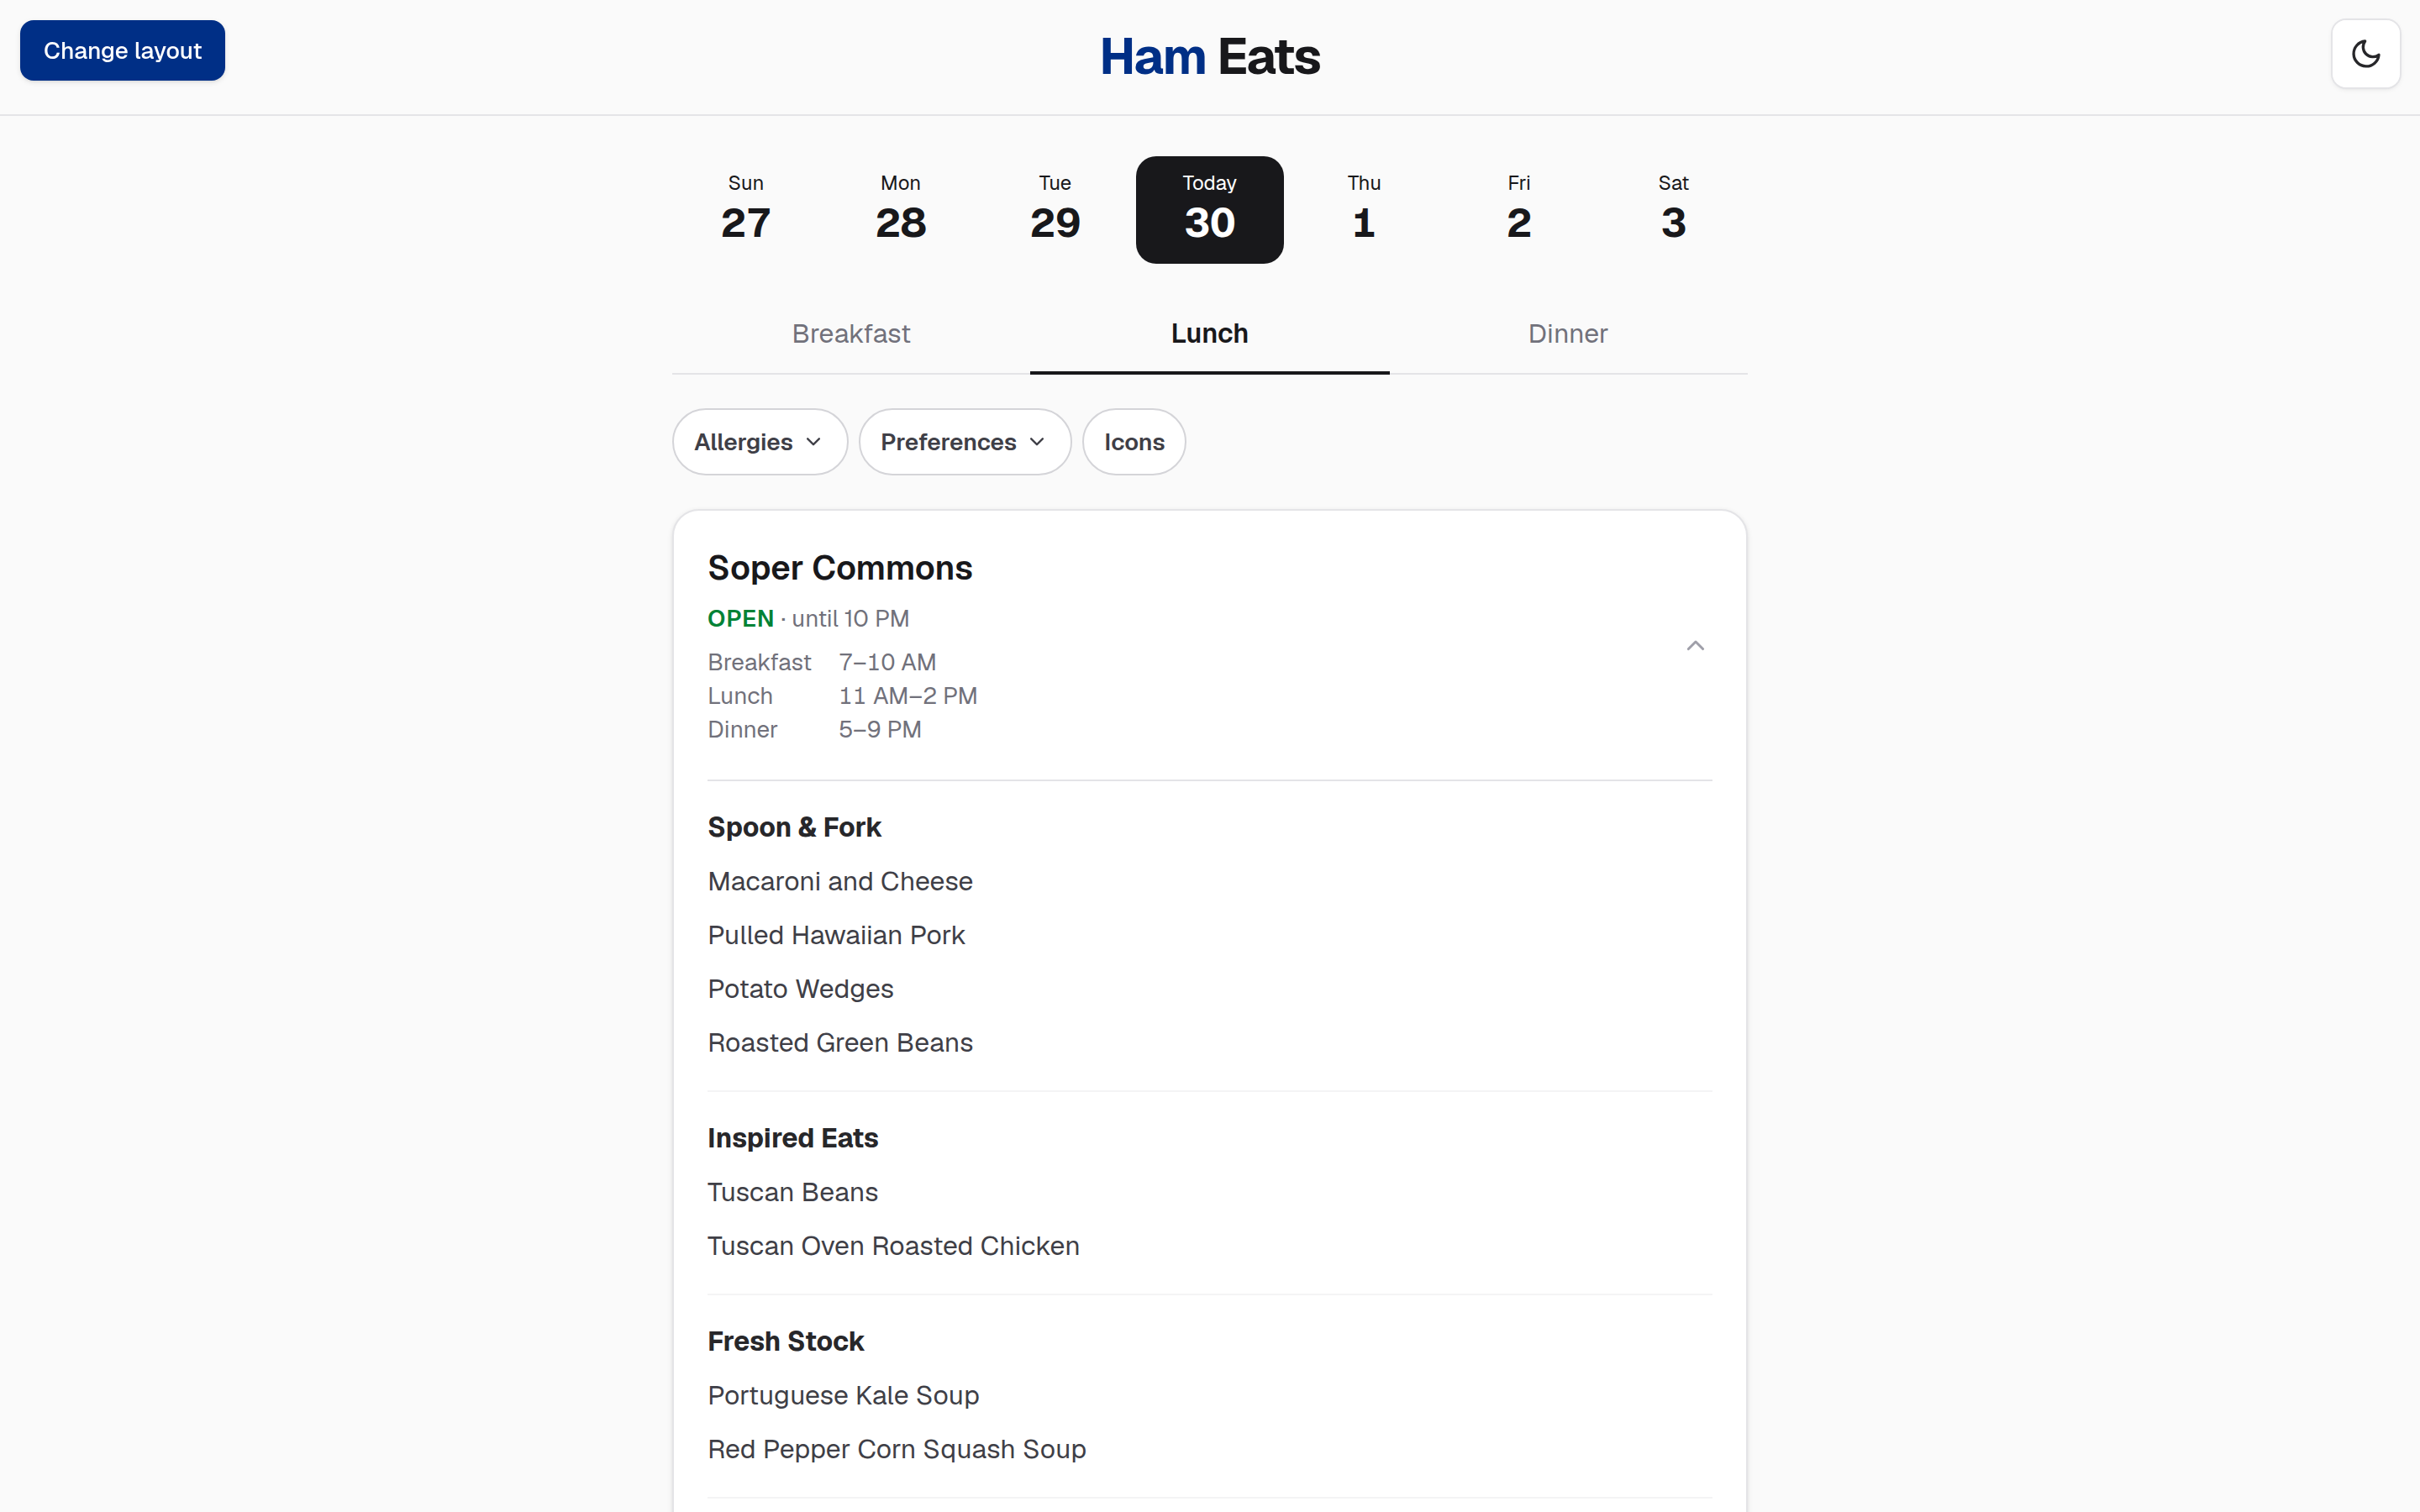 Change layout
Ham Eats
Sun Mon Tue Today Thu Fri Sat
27 28 29 30 1 2 3
Breakfast Lunch Dinner
Allergies Preferences Icons
Soper Commons
OPEN · until 10 PM
Breakfast 7–10 AM
Lunch 11 AM–2 PM
Dinner 5–9 PM
Spoon & Fork
Macaroni and Cheese
Pulled Hawaiian Pork
Potato Wedges
Roasted Green Beans
Inspired Eats
Tuscan Beans
Tuscan Oven Roasted Chicken
Fresh Stock
Portuguese Kale Soup
Red Pepper Corn Squash Soup